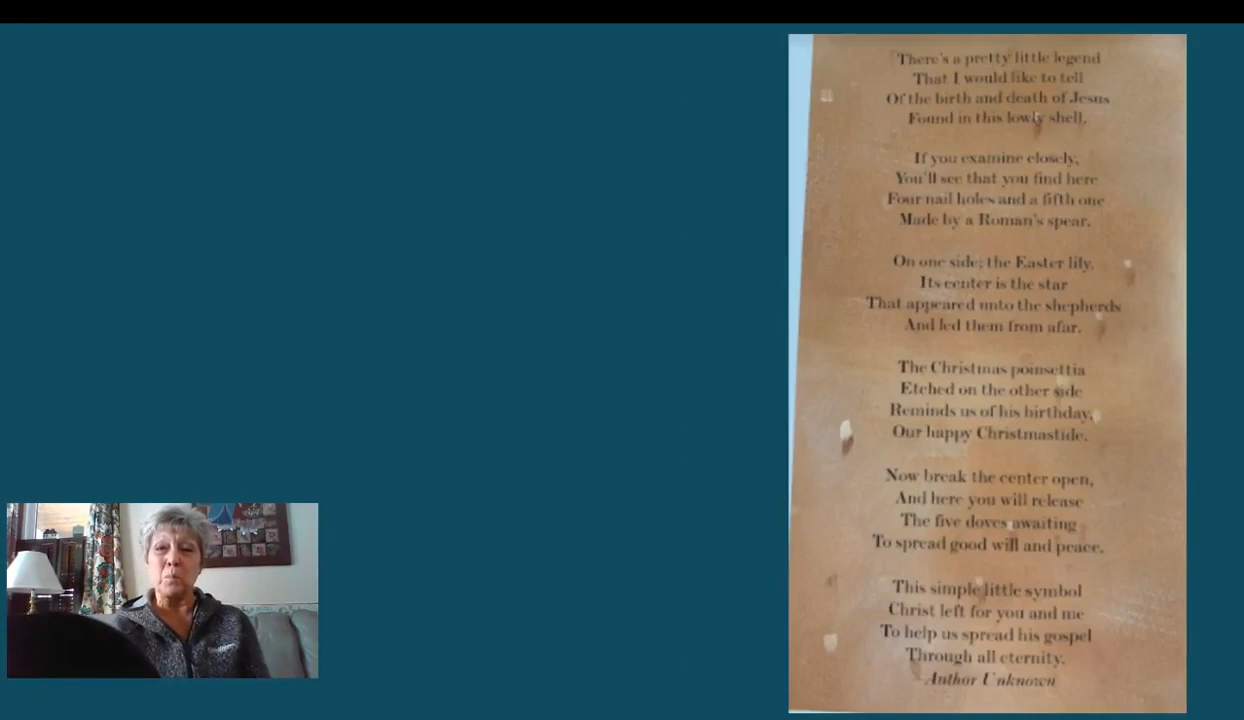 There's a pretty little legend
That I would like to tell
Of the birth and death of Jesus
Found in this lowly shell.
If you examine closely,
You'll see that you find here
Four nail holes and a fifth one
Made by a Roman's spear.
On one side; the Easter lily,
Its center is the star
That appeared unto the shepherds
And led them from afar.
The Christmas poinsettia
Etched on the other side
Reminds us of his birthday,
Our happy Christmastide.
Now break the center open,
And here you will release
The five doves awaiting
To spread good will and peace.
This simple little symbol
Christ left for you and me
To help us spread his gospel
Through all eternity.
Author Unknown